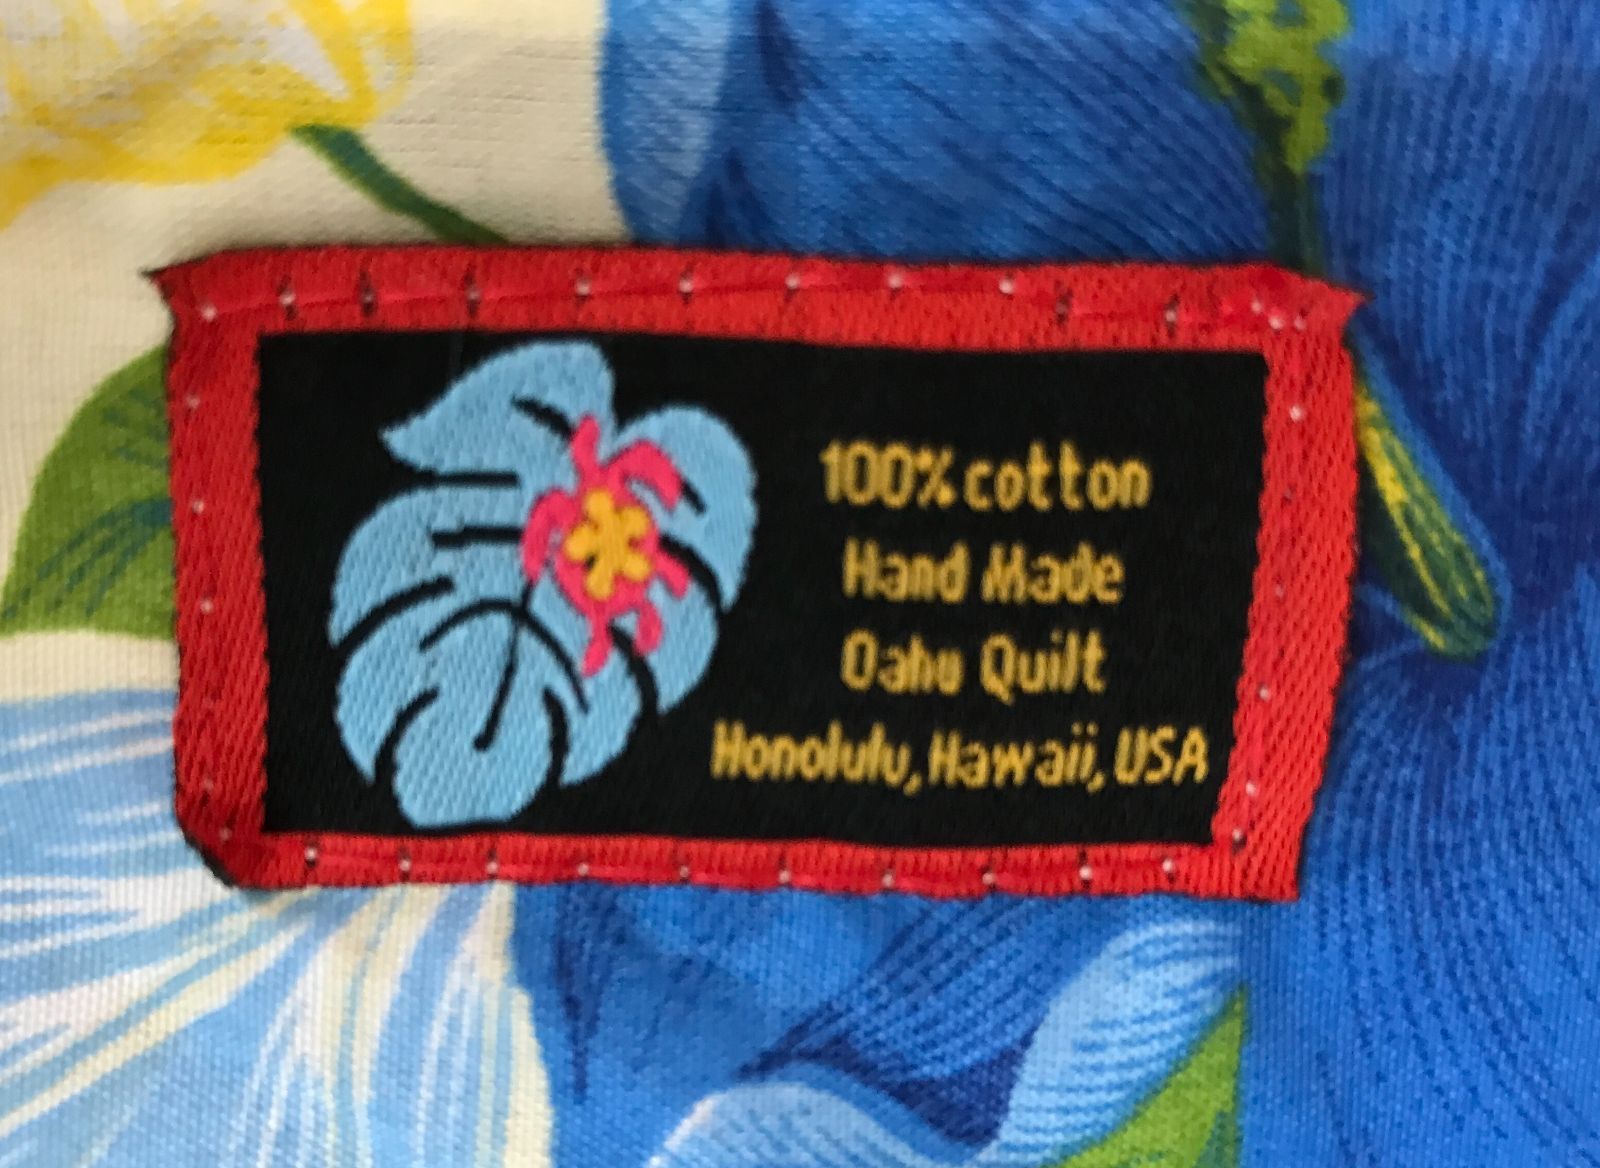 100% cotton
Hand Made
Oahu Quilt
Honolulu, Hawaii, USA